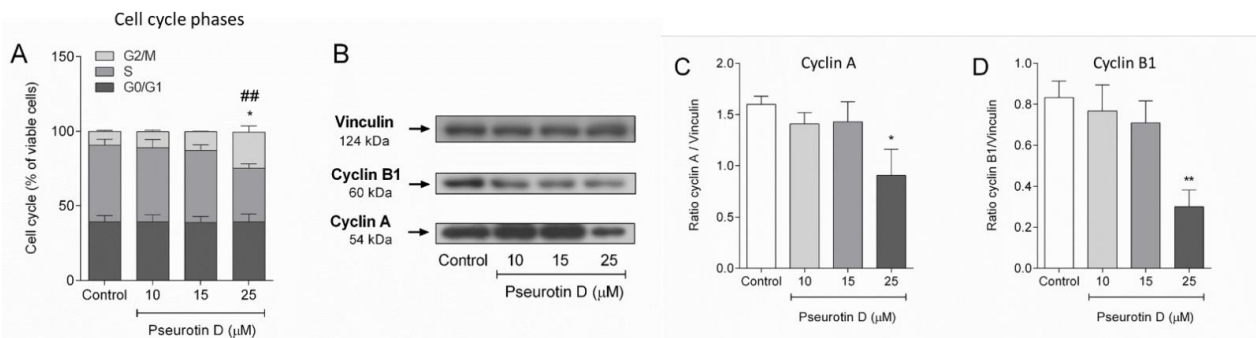 Cell cycle phases
A
150
100
50
0
Cell cycle (% of viable cells)
G2/M
S
G0/G1
##
*
Control 10 15 25
Pseurotin D (μM)
B
Vinculin
124 kDa
Cyclin B1
60 kDa
Cyclin A
54 kDa
Control 10 15 25
Pseurotin D (μM)
C
Cyclin A
2.0
1.5
1.0
0.5
0.0
Ratio cyclin A / Vinculin
*
Control 10 15 25
Pseurotin D (μM)
D
Cyclin B1
1.0
0.8
0.6
0.4
0.2
0.0
Ratio cyclin B1/Vinculin
**
Control 10 15 25
Pseurotin D (μM)